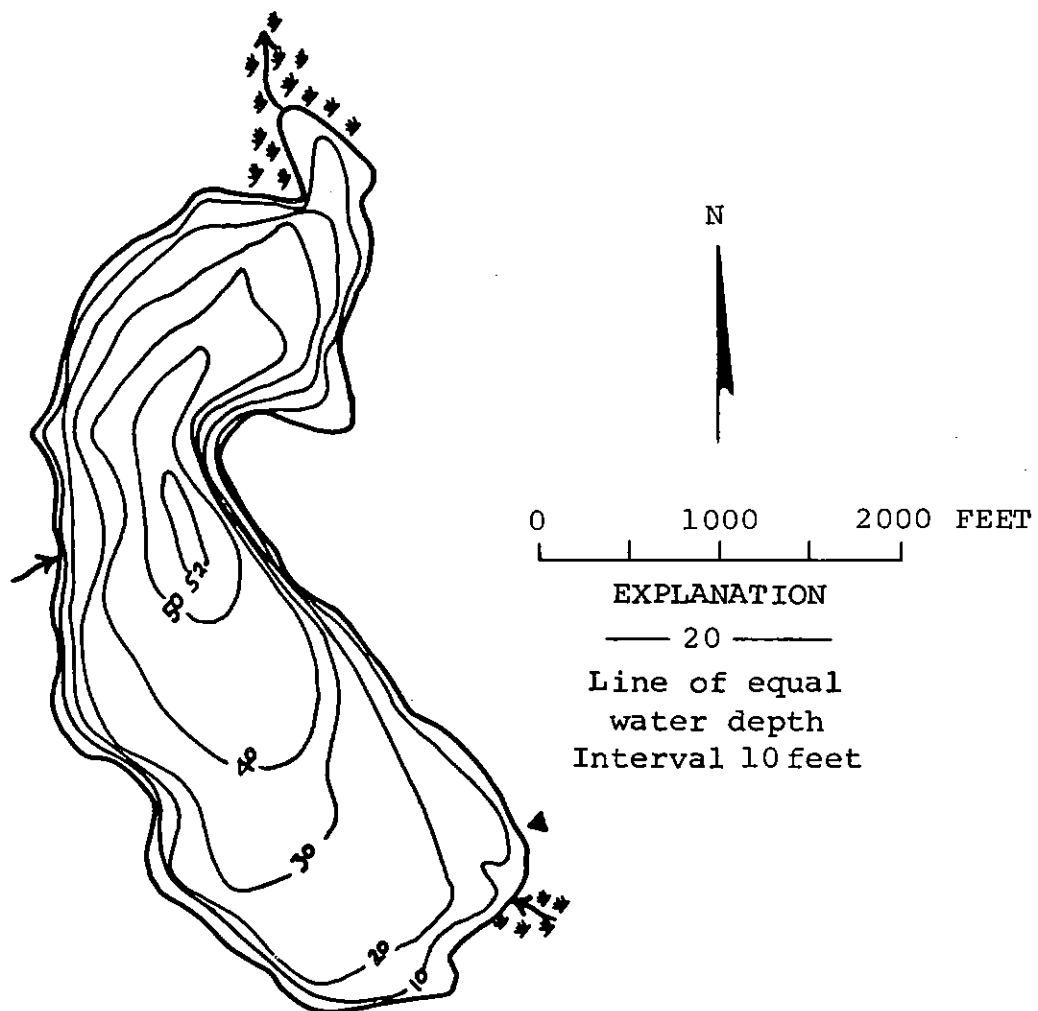 N
0 1000 2000 FEET
EXPLANATION
20
Line of equal
water depth
Interval 10 feet
52
50
40
30
20
10